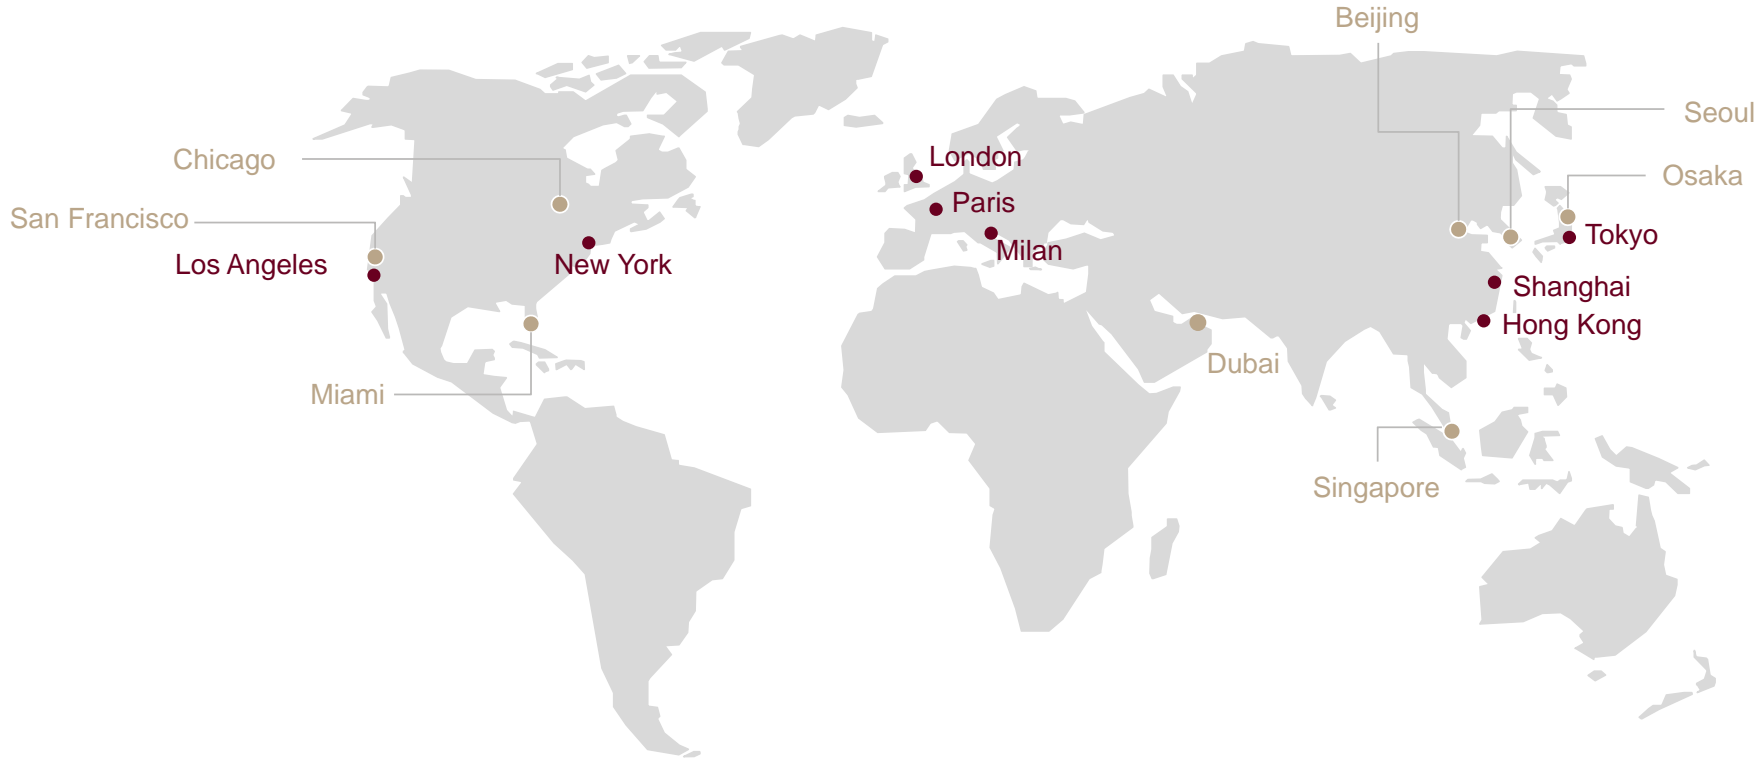 Beijing
Seoul
Chicago
London
Osaka
Paris
San Francisco
Tokyo
Milan
Los Angeles
New York
Shanghai
Hong Kong
Dubai
Miami
Singapore